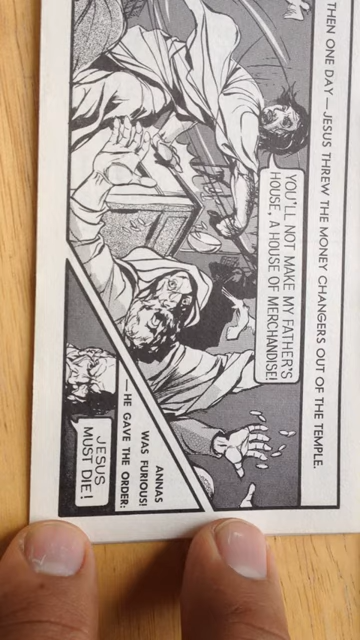 THEN ONE DAY — JESUS THREW THE MONEY CHANGERS OUT OF THE TEMPLE.
YOU'LL NOT MAKE MY FATHER'S
HOUSE, A HOUSE OF MERCHANDISE!
ANNAS
WAS FURIOUS!
— HE GAVE THE ORDER:
JESUS
MUST DIE!